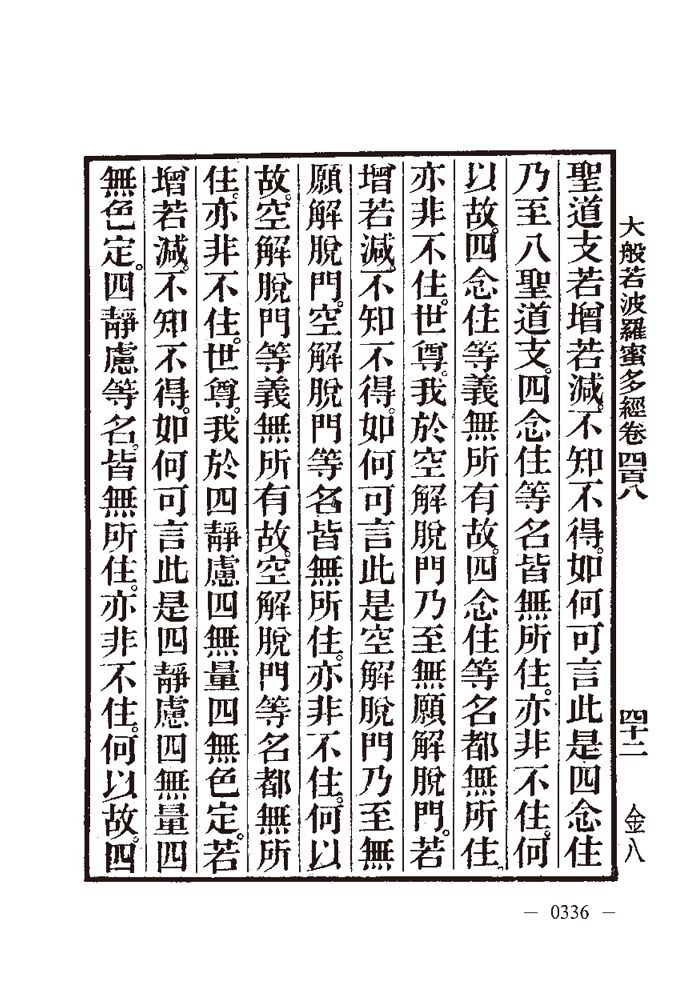 大般若波羅蜜多經卷四百八 四十二 金八
聖道支若增若減。不知不得。如何可言此是四念住
乃至八聖道支。四念住等名皆無所住。亦非不住。何
以故。四念住等義無所有故。四念住等名都無所住
亦非不住。世尊。我於空解脫門乃至無願解脫門。若
增若減。不知不得。如何可言此是空解脫門乃至無
願解脫門。空解脫門等名皆無所住。亦非不住。何以
故。空解脫門等義無所有故。空解脫門等名都無所
住。亦非不住。世尊。我於四靜慮四無量四無色定。若
增若減。不知不得。如何可言此是四靜慮四無量四
無色定。四靜慮等名。皆無所住。亦非不住。何以故。四
— 0336 —